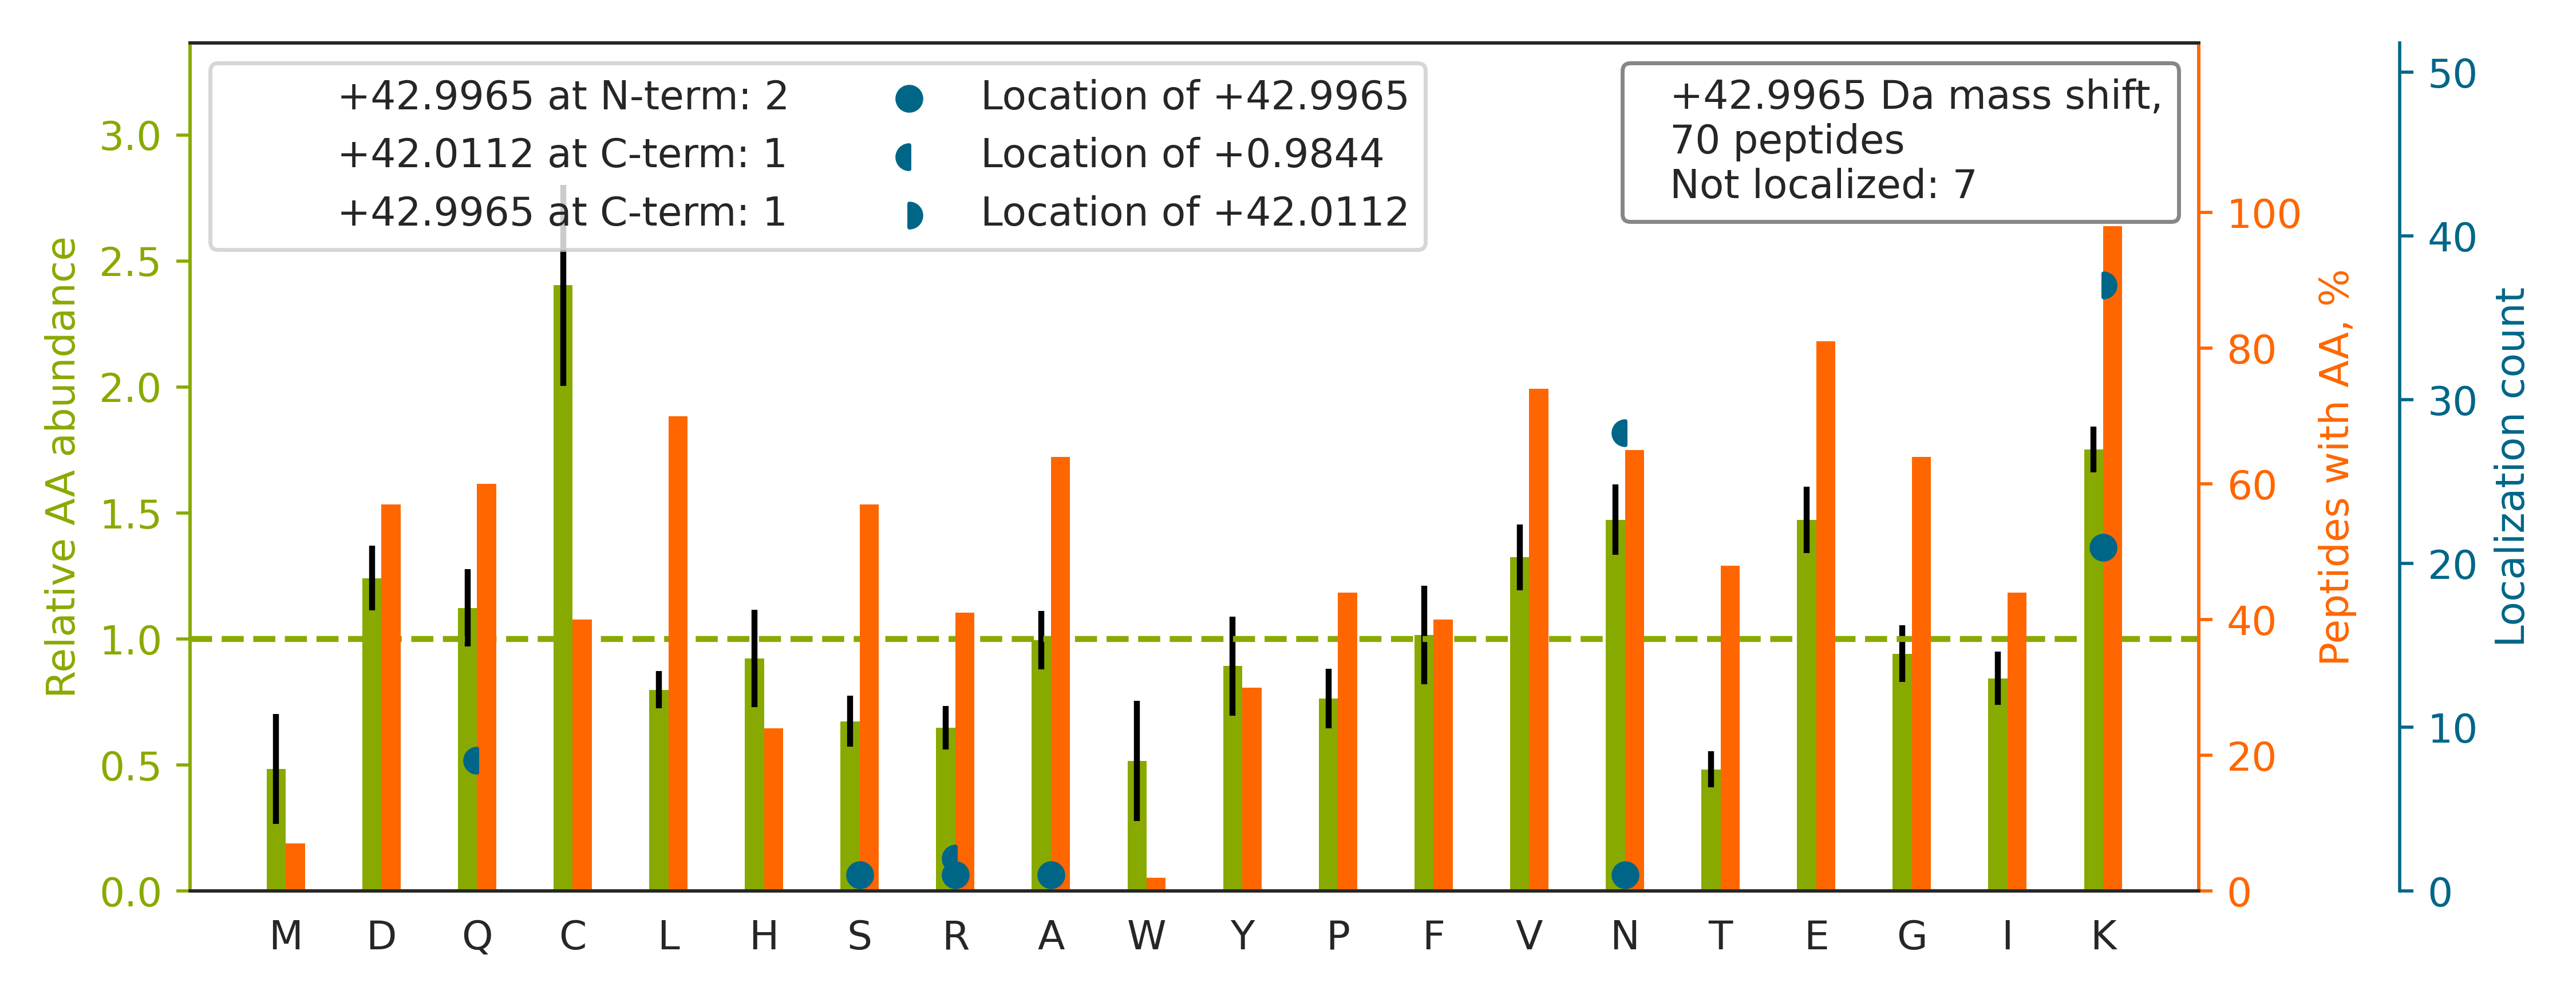 +42.9965 at N-term: 2
+42.0112 at C-term: 1
+42.9965 at C-term: 1
Location of +42.9965
Location of +0.9844
Location of +42.0112
+42.9965 Da mass shift,
70 peptides
Not localized: 7
Relative AA abundance
3.0
2.5
2.0
1.5
1.0
0.5
0.0
M D Q C L H S R A W Y P F V N T E G I K
100
80
60
40
20
0
Peptides with AA, %
50
40
30
20
10
0
Localization count